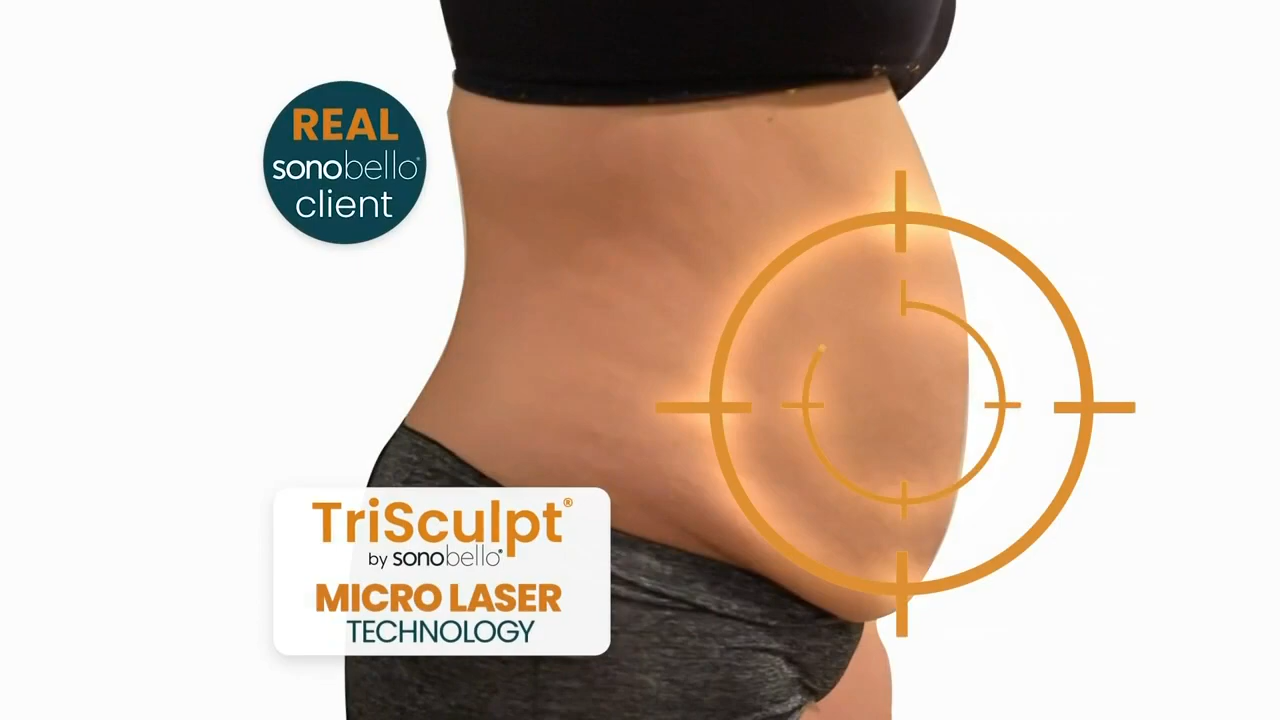 REAL
sonobello®
client
TriSculpt®
by sonobello®
MICRO LASER
TECHNOLOGY